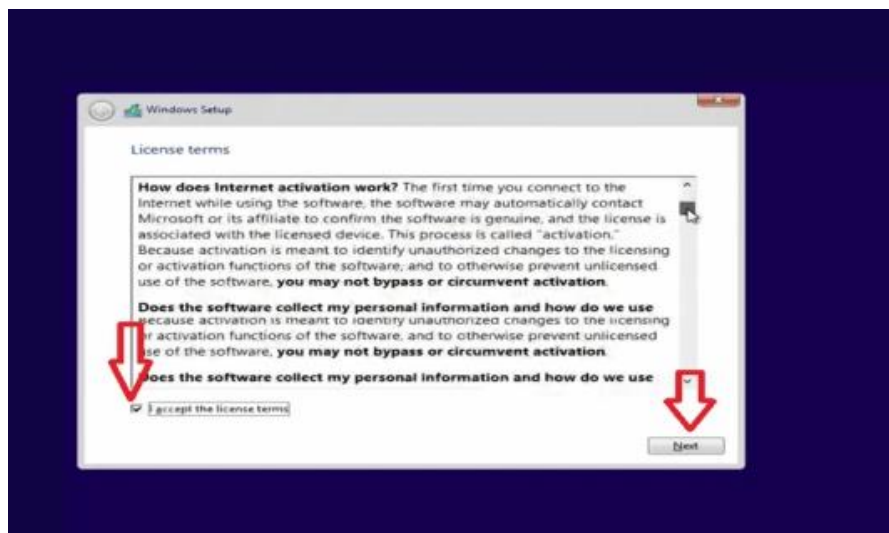 Windows Setup
License terms
How does Internet activation work? The first time you connect to the
Internet while using the software, the software may automatically contact
Microsoft or its affiliate to confirm the software is genuine, and the license is
associated with the licensed device. This process is called "activation."
Because activation is meant to identify unauthorized changes to the licensing
or activation functions of the software, and to otherwise prevent unlicensed
use of the software, you may not bypass or circumvent activation.
Does the software collect my personal information and how do we use
Because activation is meant to identify unauthorized changes to the licensing
or activation functions of the software, and to otherwise prevent unlicensed
use of the software, you may not bypass or circumvent activation.
Does the software collect my personal information and how do we use
I accept the license terms
Next